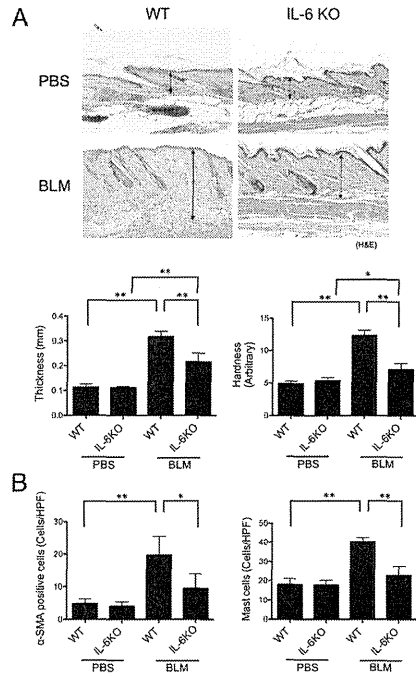 A
WT IL-6 KO
PBS
BLM
(H&E)
**
** **
Thickness (mm)
0.4
0.3
0.2
0.1
0.0
WT IL-6KO WT IL-6KO
PBS BLM
*
** **
Hardness
(Arbitrary)
15
10
5
0
WT IL-6KO WT IL-6KO
PBS BLM
B
** *
α-SMA positive cells (Cells/HPF)
30
20
10
0
WT IL-6KO WT IL-6KO
PBS BLM
** **
Mast cells (Cells/HPF)
50
40
30
20
10
0
WT IL-6KO WT IL-6KO
PBS BLM